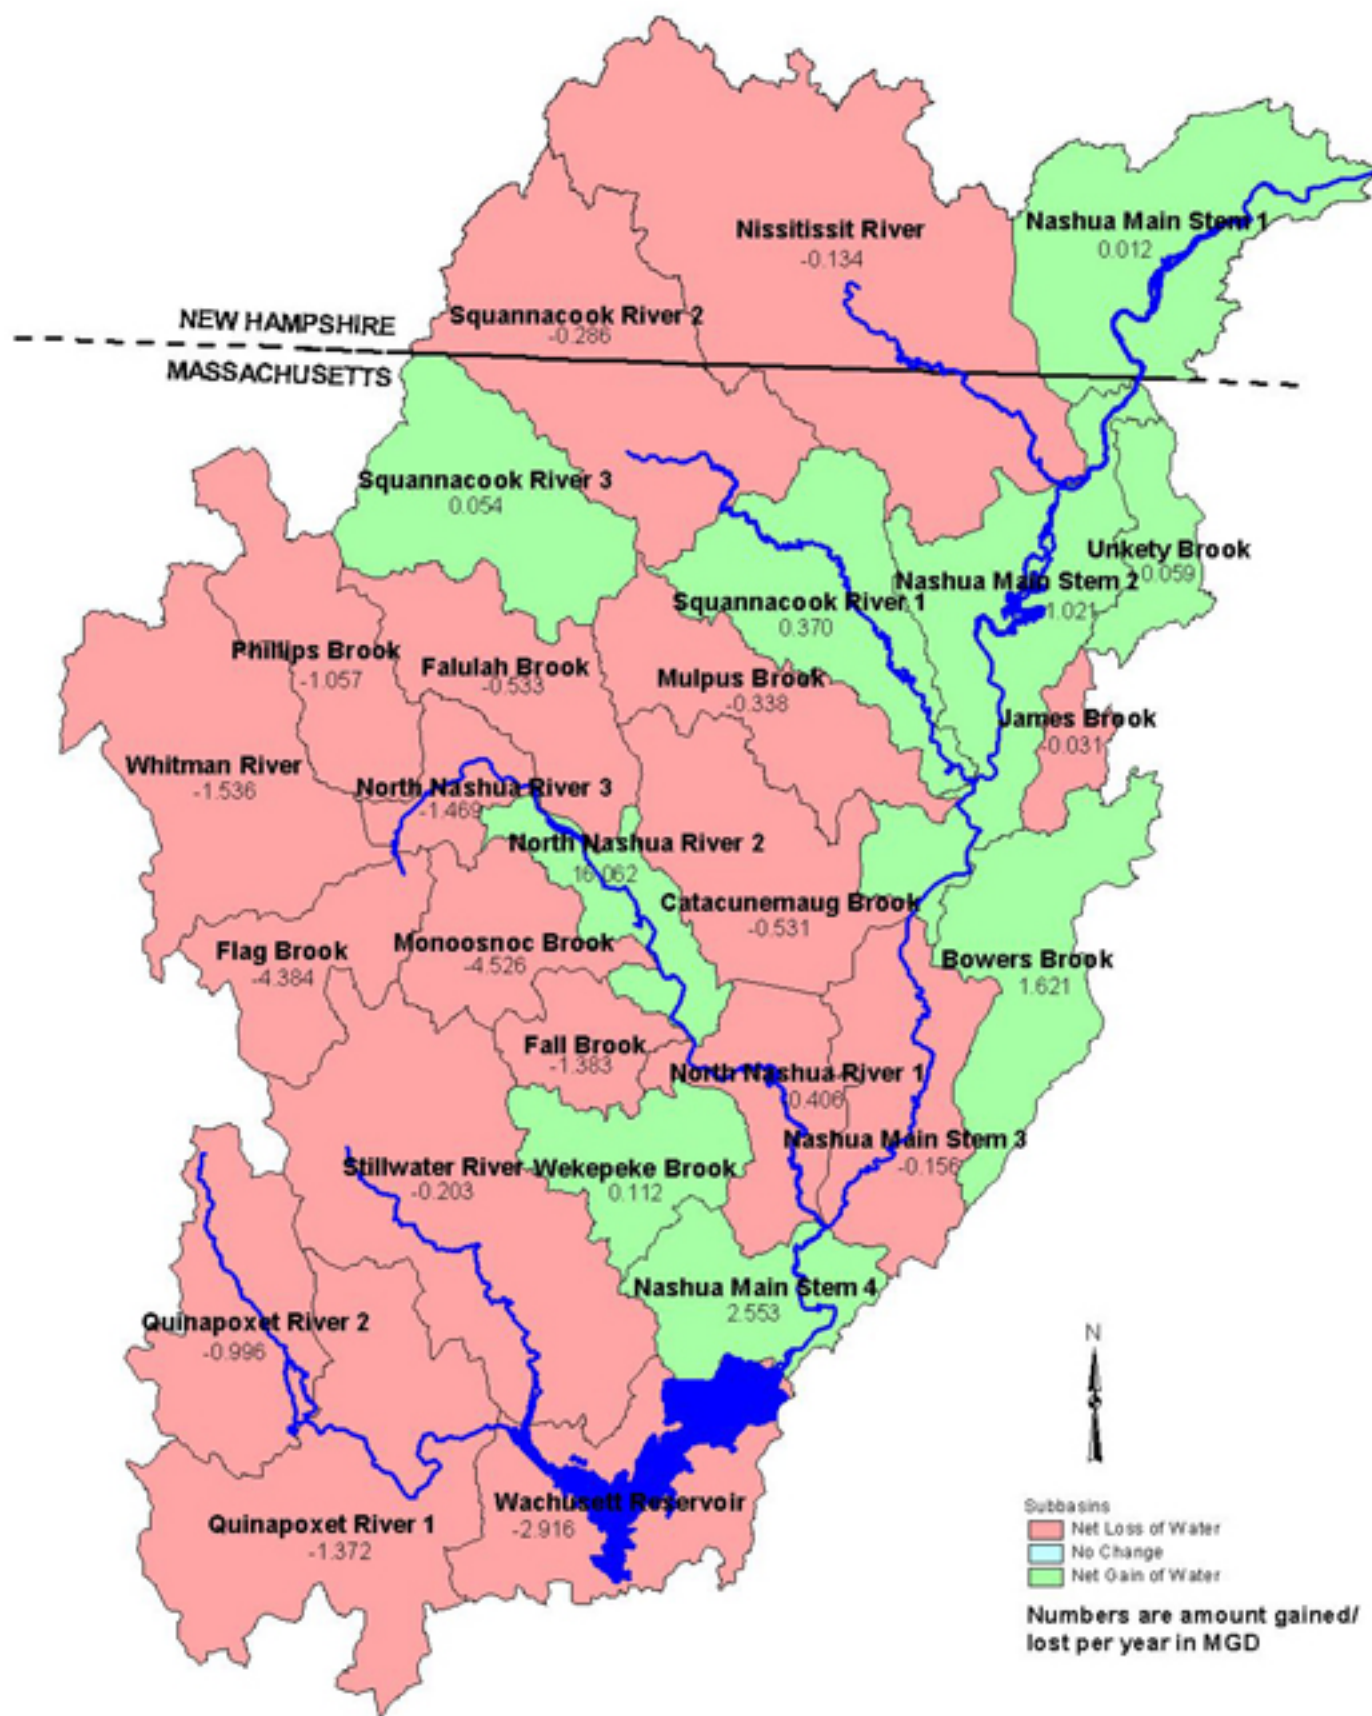 Nissitissit River
-0.134
Nashua Main Stem 1
0.012
Squannacook River 2
-0.286
NEW HAMPSHIRE
MASSACHUSETTS
Squannacook River 3
0.054
Unkety Brook
0.059
Nashua Main Stem 2
1.021
Squannacook River 1
0.370
Phillips Brook
-1.057
Falulah Brook
-0.533
Mulpus Brook
-0.338
James Brook
-0.031
Whitman River
-1.536
North Nashua River 3
-1.469
North Nashua River 2
16.062
Catacunemaug Brook
-0.531
Flag Brook
-4.384
Monoosnoc Brook
-4.526
Bowers Brook
1.621
Fall Brook
-1.383
North Nashua River 1
0.406
Nashua Main Stem 3
-0.156
Stillwater River
-0.203
Wekepeke Brook
0.112
Nashua Main Stem 4
2.553
Quinapoxet River 2
-0.996
Wachusett Reservoir
-2.916
Quinapoxet River 1
-1.372
N
Subbasins
Net Loss of Water
No Change
Net Gain of Water
Numbers are amount gained/
lost per year in MGD